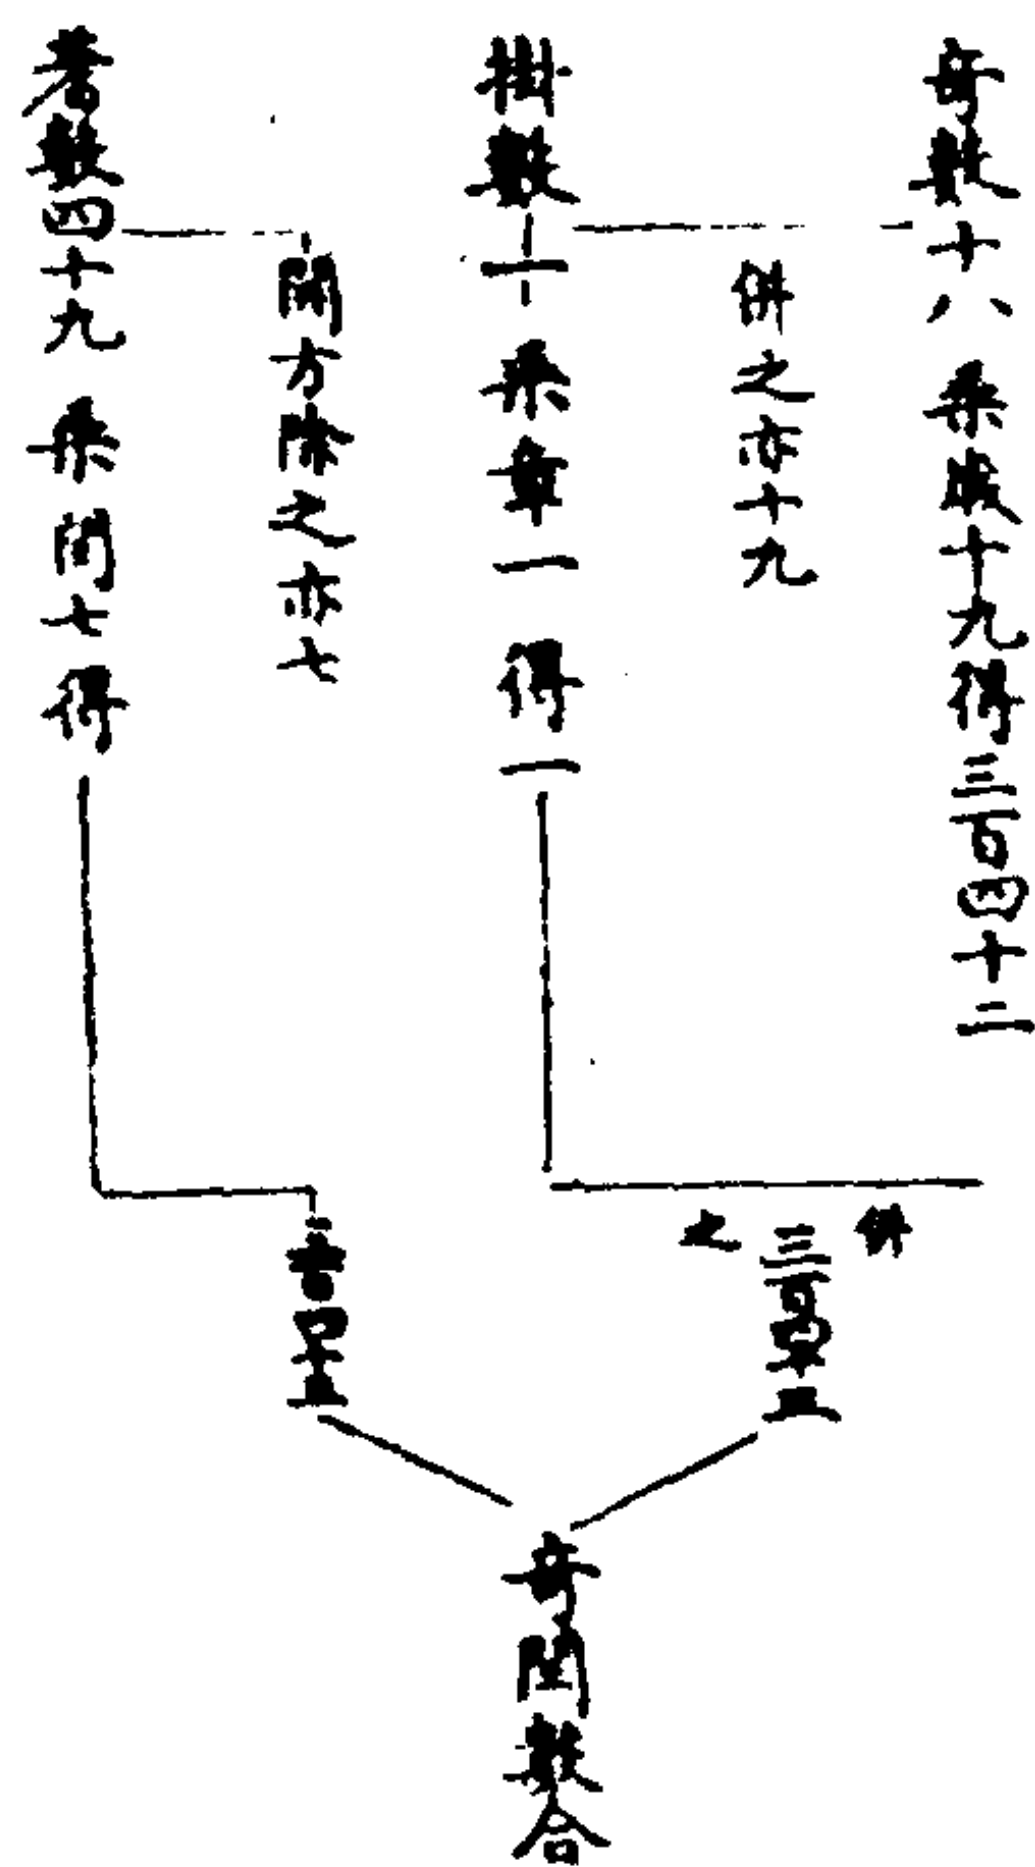 奇數十八乘歲十九得三百四十二
併之亦十九
掛數一乘章一得一
開方除之亦七
蓍數四十九乘閏七得
併之
三百四十三
三百四十三
奇閏數合